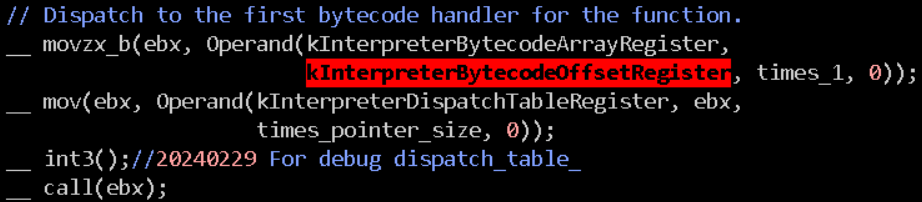 // Dispatch to the first bytecode handler for the function.
__ movzx_b(ebx, Operand(kInterpreterBytecodeArrayRegister,
kInterpreterBytecodeOffsetRegister, times_1, 0));
__ mov(ebx, Operand(kInterpreterDispatchTableRegister, ebx,
times_pointer_size, 0));
__ int3();//20240229 For debug dispatch_table_
__ call(ebx);